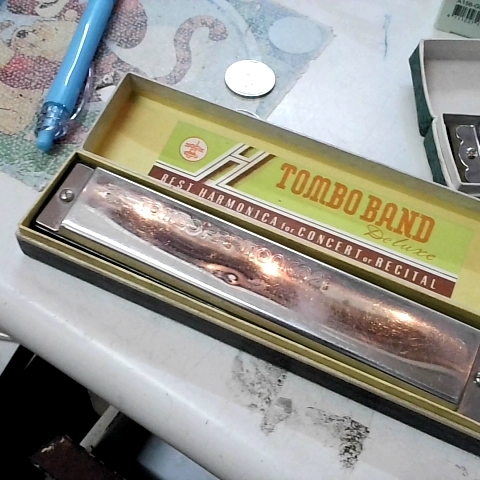 H TOMBO BAND
Deluxe
BEST HARMONICA for CONCERT or RECITAL